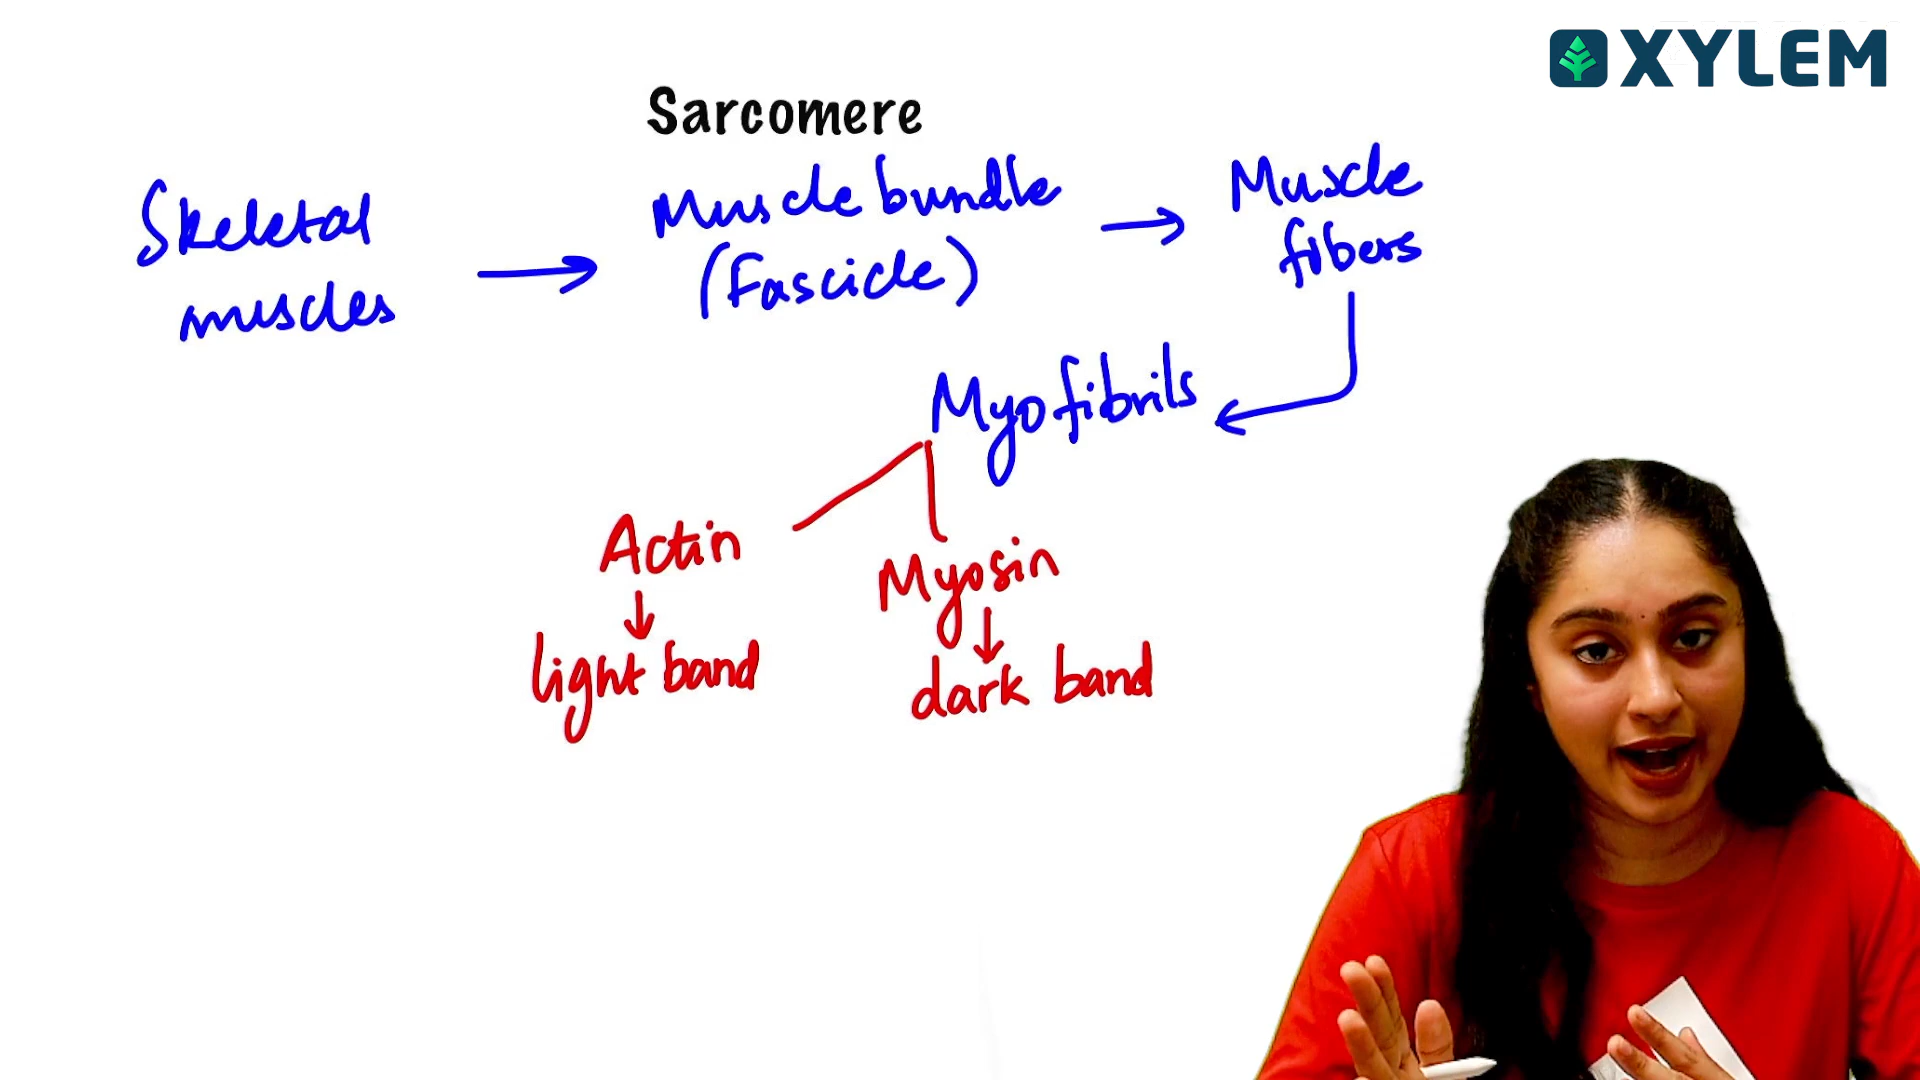 XYLEM
Sarcomere
Skeletal
muscles
→
Muscle bundle
(Fascicle)
→
Muscle
fibers
Myofibrils
Actin
↓
light band
Myosin
↓
dark band